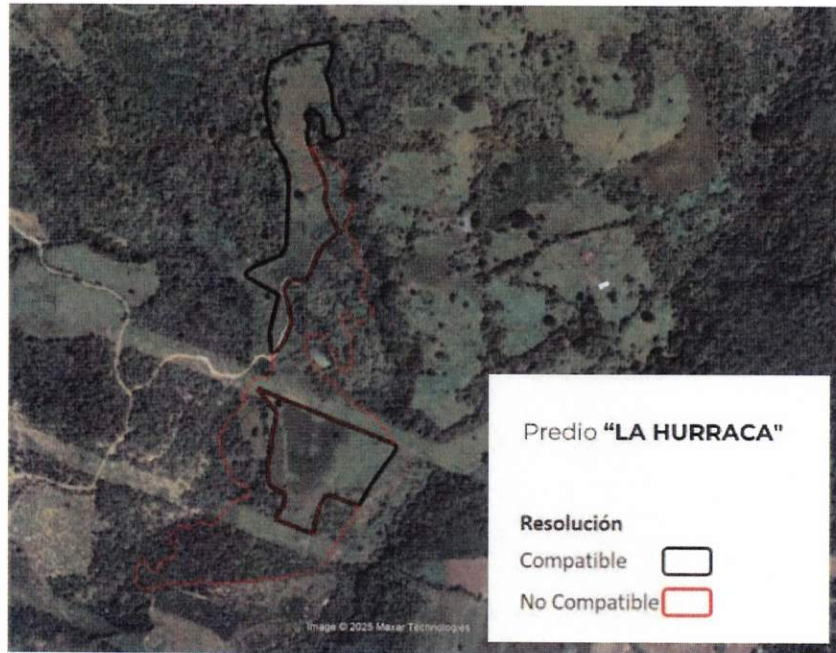 Predio "LA HURRACA"
Resolución
Compatible
No Compatible
Image © 2025 Maxar Technologies